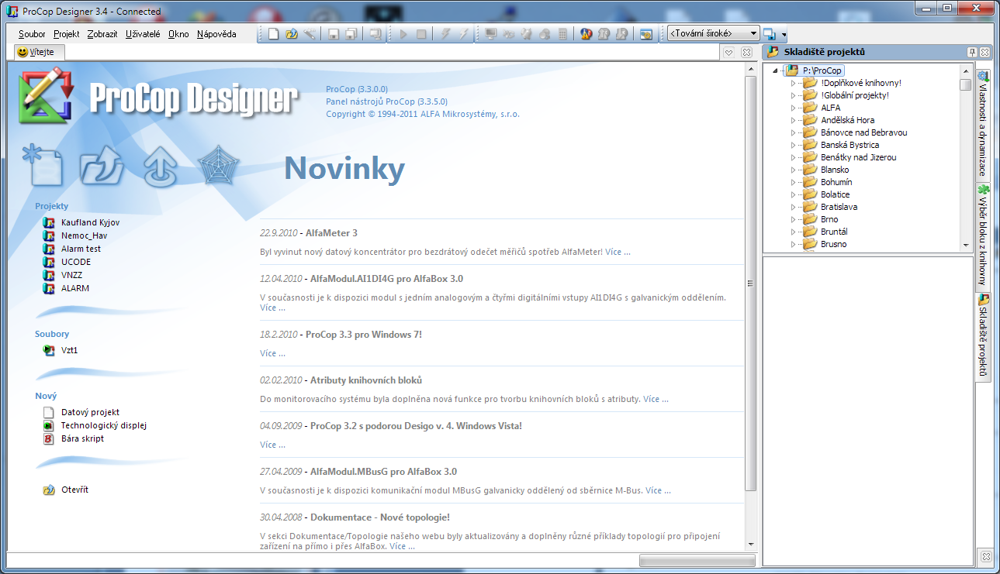 ProCop Designer 3.4 - Connected
Soubor Projekt Zobrazit Uživatelé Okno Nápověda
<Tovární široké>
Vítejte
ProCop Designer
ProCop (3.3.0.0)
Panel nástrojů ProCop (3.3.5.0)
Copyright © 1994-2011 ALFA Mikrosystémy, s.r.o.
Projekty
Kaufland Kyjov
Nemoc_Hav
Alarm test
UCODE
VNZZ
ALARM
Soubory
Vzt1
Nový
Datový projekt
Technologický displej
Bára skript
Otevřít
Novinky
22.9.2010 - AlfaMeter 3
Byl vyvinut nový datový koncentrátor pro bezdrátový odečet měřičů spotřeb AlfaMeter! Více ...
12.04.2010 - AlfaModul.AI1DI4G pro AlfaBox 3.0
V současnosti je k dispozici modul s jedním analogovým a čtyřmi digitálními vstupy AI1DI4G s galvanickým oddělením.
Více ...
18.2.2010 - ProCop 3.3 pro Windows 7!
Více ...
02.02.2010 - Atributy knihovních bloků
Do monitorovacího systému byla doplněna nová funkce pro tvorbu knihovních bloků s atributy. Více ...
04.09.2009 - ProCop 3.2 s podorou Desigo v. 4. Windows Vista!
Více ...
27.04.2009 - AlfaModul.MBusG pro AlfaBox 3.0
V současnosti je k dispozici komunikační modul MBusG galvanicky oddělený od sběrnice M-Bus. Více ...
30.04.2008 - Dokumentace - Nové topologie!
V sekci Dokumentace/Topologie našeho webu byly aktualizovány a doplněny různé příklady topologií pro připojení
zařízení na přímo i přes AlfaBox. Více ...
Skladiště projektů
P:\ProCop
!Doplňkové knihovny!
!Globální projekty!
ALFA
Andělská Hora
Bánovce nad Bebravou
Banská Bystrica
Benátky nad Jizerou
Blansko
Bohumín
Bolatice
Bratislava
Brno
Bruntál
Brusno
Vlastnosti a dynamizace
Výběr bloku z knihovny
Skladiště projektů